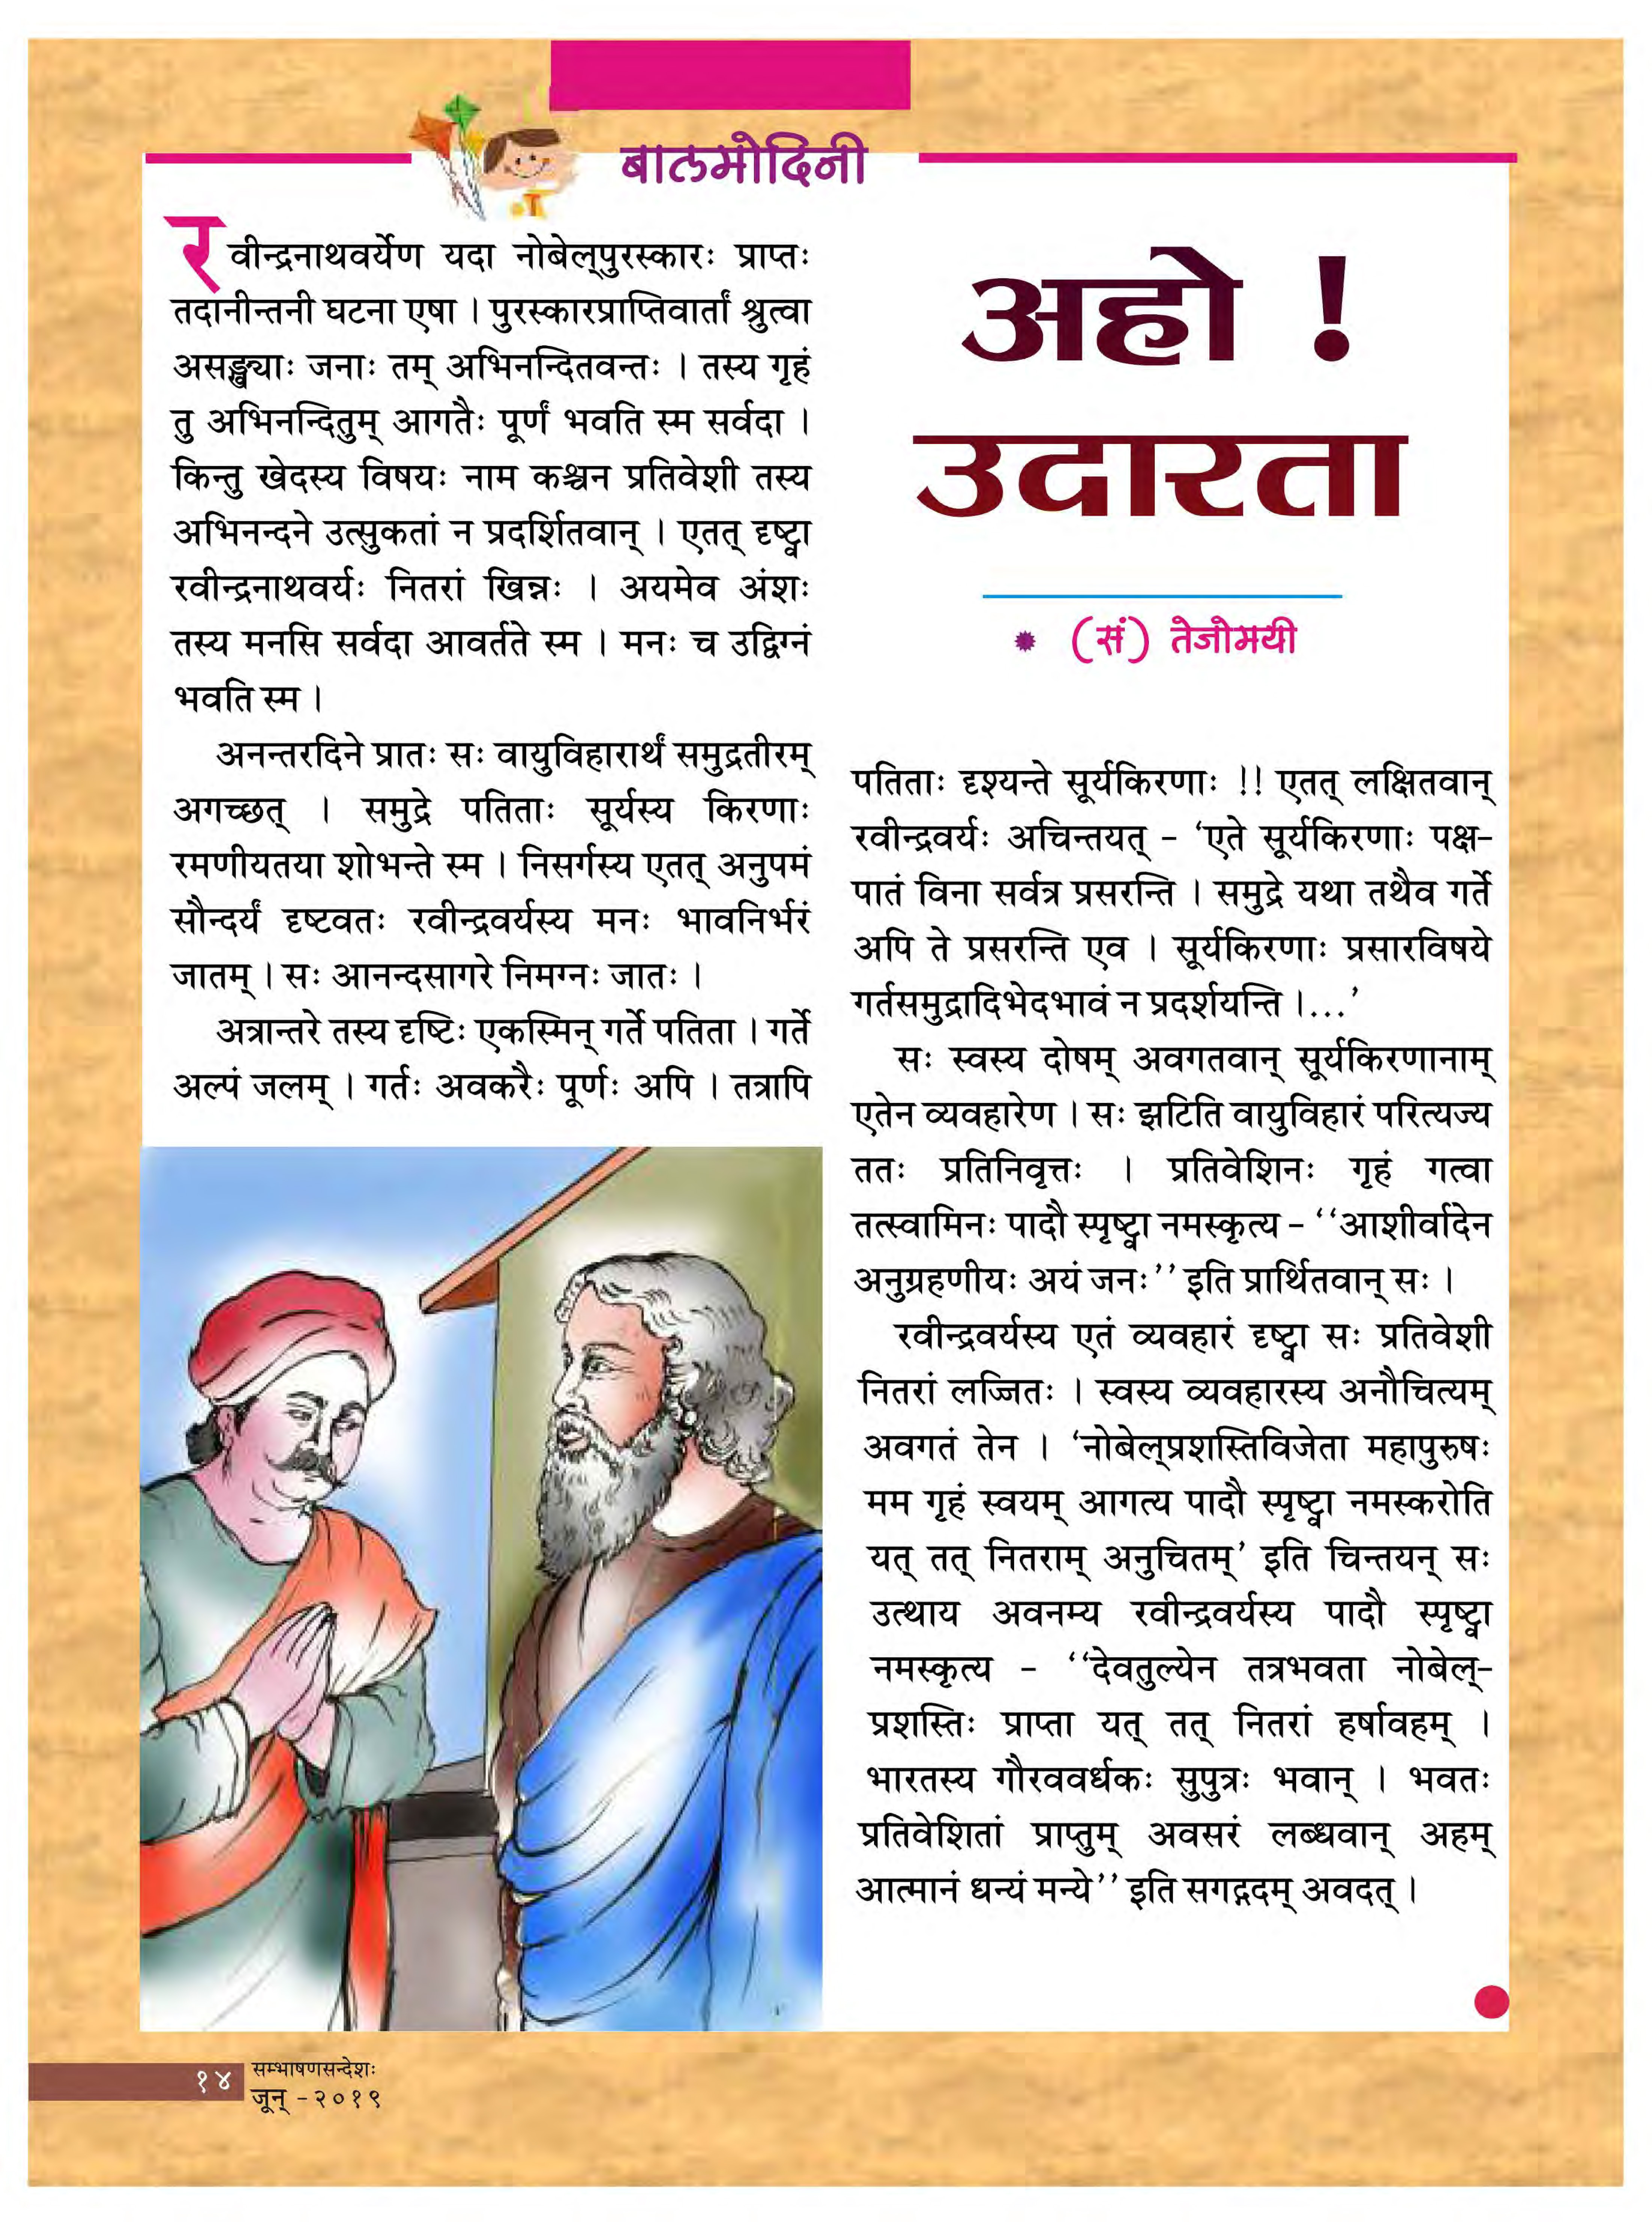 बालमोदिनी
अहो !
उदारता
(सं) तेजोमयी
रवीन्द्रनाथवर्येण यदा नोबेल्‌पुरस्कारः प्राप्तः
तदानीन्तनी घटना एषा । पुरस्कारप्राप्तिवार्तां श्रुत्वा
असङ्ख्याः जनाः तम् अभिनन्दितवन्तः । तस्य गृहं
तु अभिनन्दितुम् आगतैः पूर्णं भवति स्म सर्वदा ।
किन्तु खेदस्य विषयः नाम कश्चन प्रतिवेशी तस्य
अभिनन्दने उत्सुकतां न प्रदर्शितवान् । एतत् दृष्ट्वा
रवीन्द्रनाथवर्यः नितरां खिन्नः । अयमेव अंशः
तस्य मनसि सर्वदा आवर्तते स्म । मनः च उद्विग्नं
भवति स्म ।
अनन्तरदिने प्रातः सः वायुविहारार्थं समुद्रतीरम्
अगच्छत् । समुद्रे पतिताः सूर्यस्य किरणाः
रमणीयतया शोभन्ते स्म । निसर्गस्य एतत् अनुपमं
सौन्दर्यं दृष्टवतः रवीन्द्रवर्यस्य मनः भावनिर्भरं
जातम् । सः आनन्दसागरे निमग्नः जातः ।
अत्रान्तरे तस्य दृष्टिः एकस्मिन् गर्ते पतिता । गर्ते
अल्पं जलम् । गर्तः अवकरैः पूर्णः अपि । तत्रापि
पतिताः दृश्यन्ते सूर्यकिरणाः !! एतत् लक्षितवान्
रवीन्द्रवर्यः अचिन्तयत् - ‘एते सूर्यकिरणाः पक्ष-
पातं विना सर्वत्र प्रसरन्ति । समुद्रे यथा तथैव गर्ते
अपि ते प्रसरन्ति एव । सूर्यकिरणाः प्रसारविषये
गर्तसमुद्रादिभेदभावं न प्रदर्शयन्ति ।...’
सः स्वस्य दोषम् अवगतवान् सूर्यकिरणानाम्
एतेन व्यवहारेण । सः झटिति वायुविहारं परित्यज्य
ततः प्रतिनिवृत्तः । प्रतिवेशिनः गृहं गत्वा
तत्स्वामिनः पादौ स्पृष्ट्वा नमस्कृत्य - ‘‘आशीर्वादेन
अनुग्रहणीयः अयं जनः’’ इति प्रार्थितवान् सः ।
रवीन्द्रवर्यस्य एतं व्यवहारं दृष्ट्वा सः प्रतिवेशी
नितरां लज्जितः । स्वस्य व्यवहारस्य अनौचित्यम्
अवगतं तेन । ‘नोबेल्‌प्रशस्तिविजेता महापुरुषः
मम गृहं स्वयम् आगत्य पादौ स्पृष्ट्वा नमस्करोति
यत् तत् नितराम् अनुचितम्’ इति चिन्तयन् सः
उत्थाय अवनम्य रवीन्द्रवर्यस्य पादौ स्पृष्ट्वा
नमस्कृत्य - ‘‘देवतुल्येन तत्रभवता नोबेल्-
प्रशस्तिः प्राप्ता यत् तत् नितरां हर्षावहम् ।
भारतस्य गौरववर्धकः सुपुत्रः भवान् । भवतः
प्रतिवेशितां प्राप्तुम् अवसरं लब्धवान् अहम्
आत्मानं धन्यं मन्ये’’ इति सगद्गदम् अवदत् ।
१४
सम्भाषणसन्देशः
जून् - २०१९